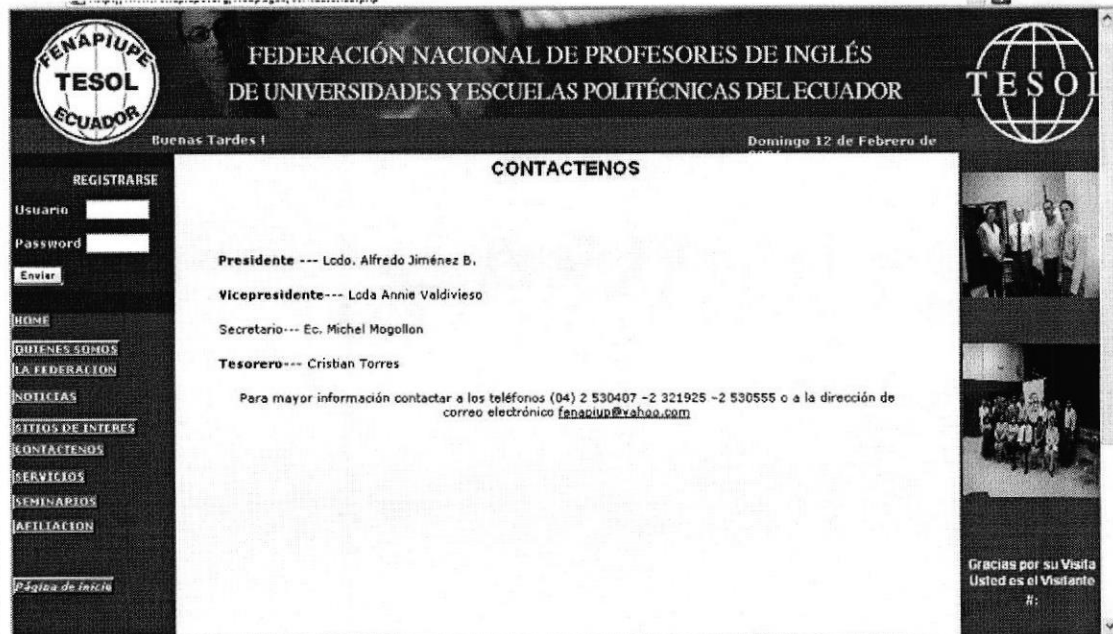 FENAPIUPE
TESOL
ECUADOR
FEDERACIÓN NACIONAL DE PROFESORES DE INGLÉS
DE UNIVERSIDADES Y ESCUELAS POLITÉCNICAS DEL ECUADOR
TESOL
Buenas Tardes !
Domingo 12 de Febrero de
REGISTRARSE
Usuario
Password
Enviar
HOME
QUIENES SOMOS
LA FEDERACION
NOTICIAS
SITIOS DE INTERES
CONTACTENOS
SERVICIOS
SEMINARIOS
AFILIACION
Página de inicio
CONTACTENOS
Presidente --- Lcdo. Alfredo Jiménez B.
Vicepresidente--- Lcda Annie Valdivieso
Secretario--- Ec. Michel Mogollon
Tesorero--- Cristian Torres
Para mayor información contactar a los teléfonos (04) 2 530407 -2 321925 -2 530555 o a la dirección de
correo electrónico fenapiup@yahoo.com
Gracias por su Visita
Usted es el Visitante
#: